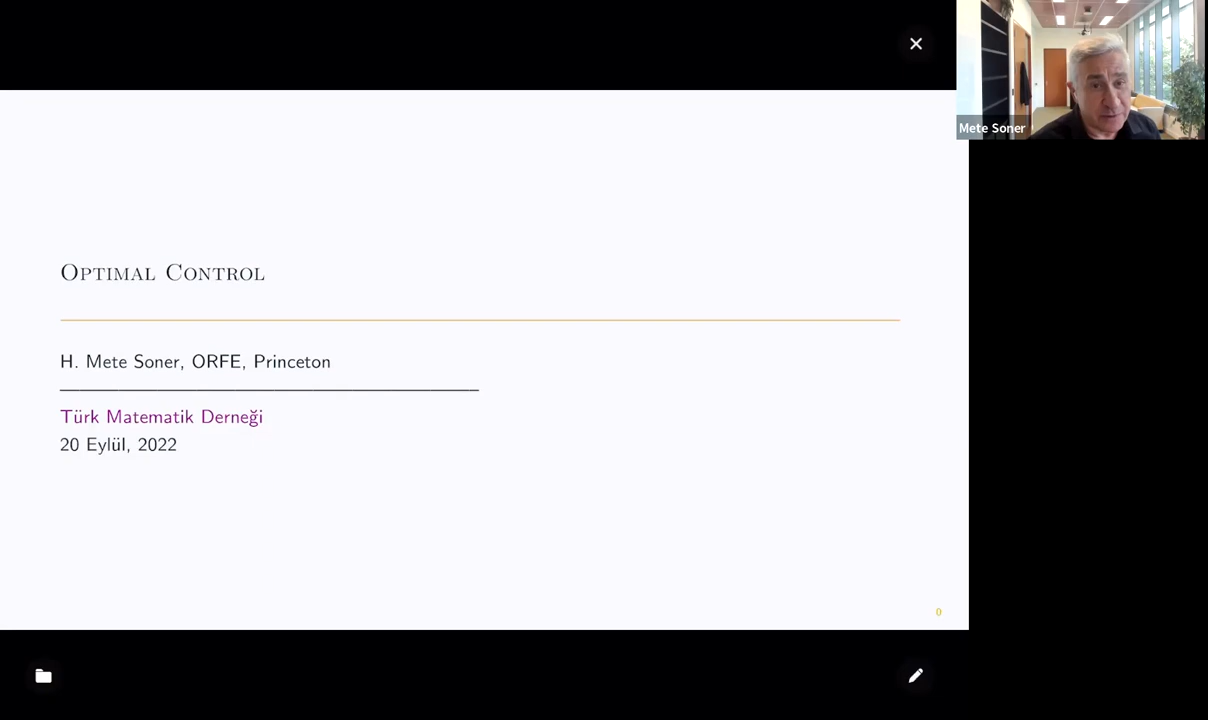 Mete Soner
Optimal Control
H. Mete Soner, ORFE, Princeton
Türk Matematik Derneği
20 Eylül, 2022
0